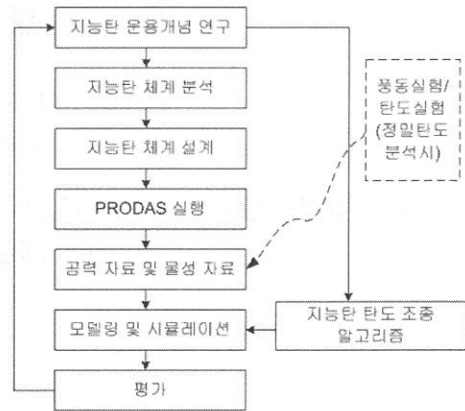 지능탄 운용개념 연구
지능탄 체계 분석
지능탄 체계 설계
PRODAS 실행
공력 자료 및 물성 자료
모델링 및 시뮬레이션
평가
풍동실험/
탄도실험
(정밀탄도
분석시)
지능탄 탄도 조종
알고리즘